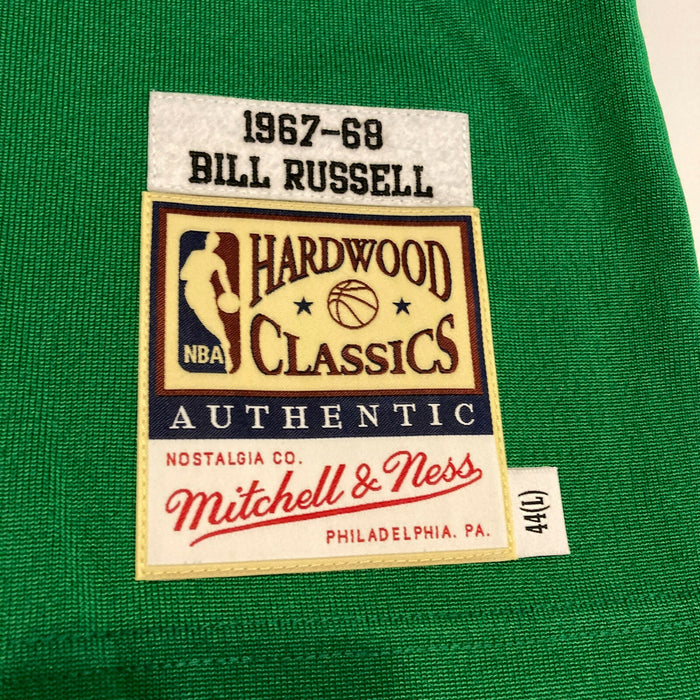 1967-68
BILL RUSSELL
HARDWOOD
NBA
CLASSICS
AUTHENTIC
NOSTALGIA CO.
Mitchell & Ness
PHILADELPHIA, PA.
44(L)